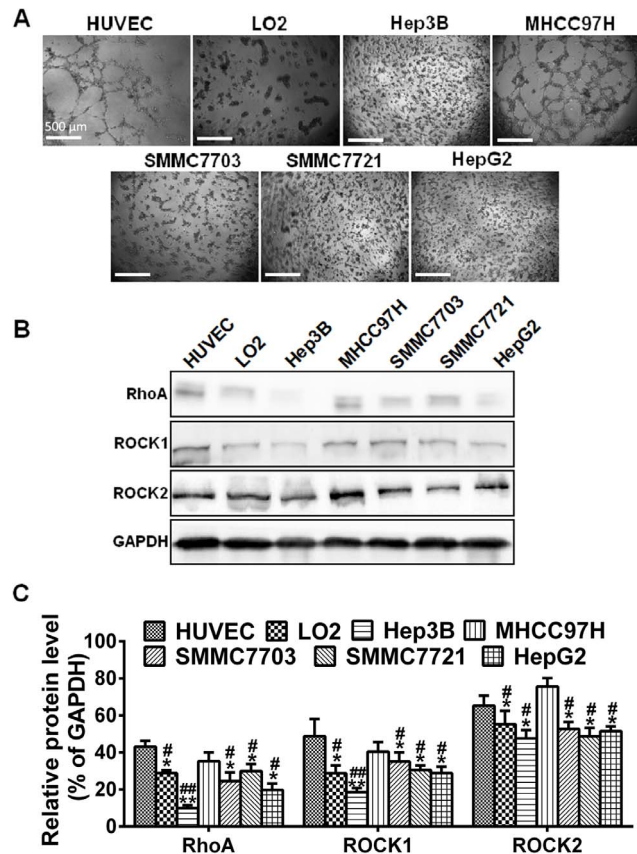 A
HUVEC LO2 Hep3B MHCC97H
500 μm
SMMC7703 SMMC7721 HepG2
B
HUVEC LO2 Hep3B MHCC97H SMMC7703 SMMC7721 HepG2
RhoA
ROCK1
ROCK2
GAPDH
C
HUVEC LO2 Hep3B MHCC97H
SMMC7703 SMMC7721 HepG2
Relative protein level
(% of GAPDH)
100
80
60
40
20
0
# * ## ** # * # * # *
# * ## ** # * # * # *
# * # * # * # * # *
RhoA ROCK1 ROCK2